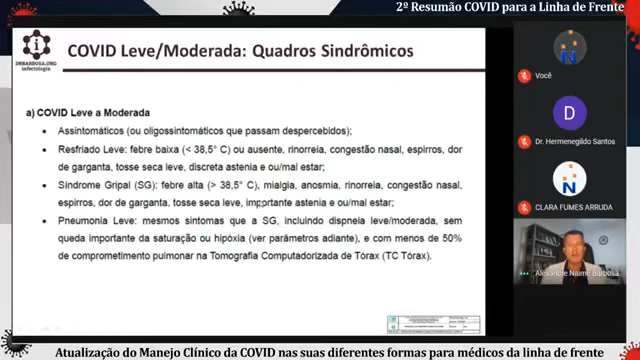 2º Resumão COVID para a Linha de Frente
DRBARBOSA.ORG
infectologia
COVID Leve/Moderada: Quadros Sindrômicos
a) COVID Leve a Moderada
• Assintomáticos (ou oligossintomáticos que passam despercebidos);
• Resfriado Leve: febre baixa (< 38,5° C) ou ausente, rinorreia, congestão nasal, espirros, dor
de garganta, tosse seca leve, discreta astenia e ou/mal estar;
• Síndrome Gripal (SG): febre alta (> 38,5° C), mialgia, anosmia, rinorreia, congestão nasal,
espirros, dor de garganta, tosse seca leve, importante astenia e ou/mal estar;
• Pneumonia Leve: mesmos sintomas que a SG, incluindo dispneia leve/moderada, sem
queda importante da saturação ou hipóxia (ver parâmetros adiante), e com menos de 50%
de comprometimento pulmonar na Tomografia Computadorizada de Tórax (TC Tórax).
Você
D
Dr. Hermenegildo Santos
N
CLARA FUMES ARRUDA
Alexandre Naime Barbosa
Atualização do Manejo Clínico da COVID nas suas diferentes formas para médicos da linha de frente